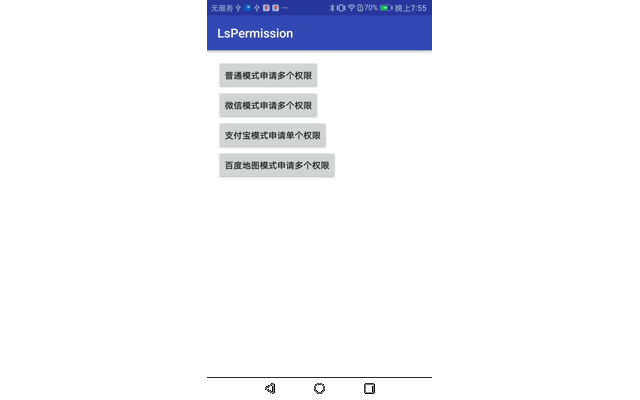 无服务 70% 晚上7:55
LsPermission
普通模式申请多个权限
微信模式申请多个权限
支付宝模式申请单个权限
百度地图模式申请多个权限